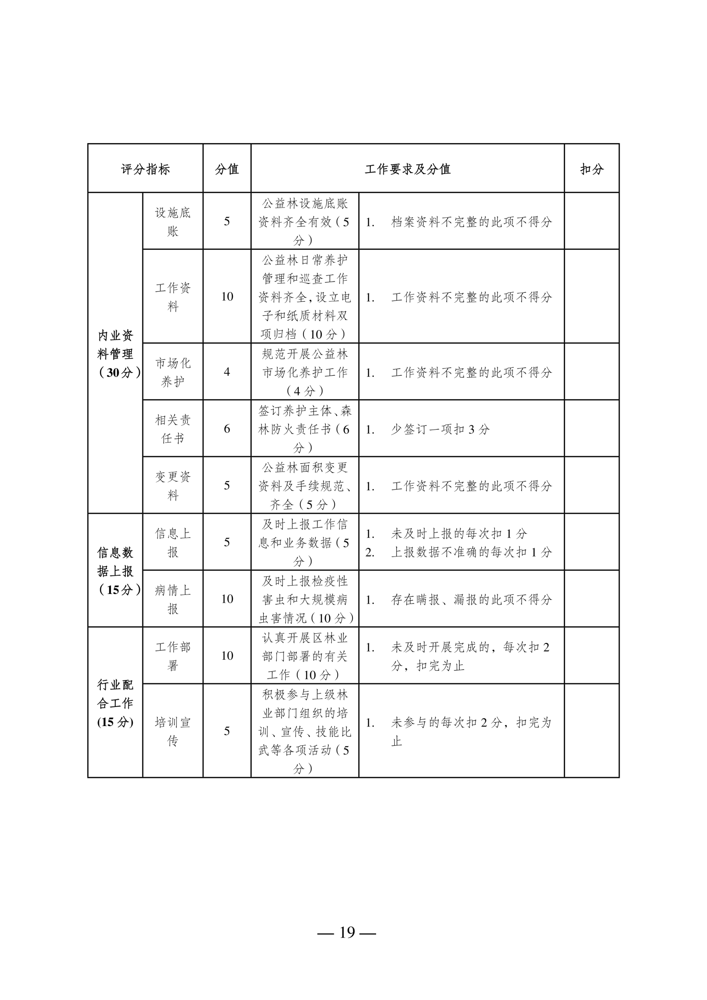 评分指标
分值
工作要求及分值
扣分
内业资
料管理
（30分）
设施底
账
5
公益林设施底账
资料齐全有效（5
分）
1. 档案资料不完整的此项不得分
工作资
料
10
公益林日常养护
管理和巡查工作
资料齐全，设立电
子和纸质材料双
项归档（10 分）
1. 工作资料不完整的此项不得分
市场化
养护
4
规范开展公益林
市场化养护工作
（4 分）
1. 工作资料不完整的此项不得分
相关责
任书
6
签订养护主体、森
林防火责任书（6
分）
1. 少签订一项扣 3 分
变更资
料
5
公益林面积变更
资料及手续规范、
齐全（5 分）
1. 工作资料不完整的此项不得分
信息数
据上报
（15分）
信息上
报
5
及时上报工作信
息和业务数据（5
分）
1. 未及时上报的每次扣 1 分
2. 上报数据不准确的每次扣 1 分
病情上
报
10
及时上报检疫性
害虫和大规模病
虫害情况（10 分）
1. 存在瞒报、漏报的此项不得分
行业配
合工作
(15 分)
工作部
署
10
认真开展区林业
部门部署的有关
工作（10 分）
1. 未及时开展完成的，每次扣 2
分，扣完为止
培训宣
传
5
积极参与上级林
业部门组织的培
训、宣传、技能比
武等各项活动（5
分）
1. 未参与的每次扣 2 分，扣完为
止
— 19 —